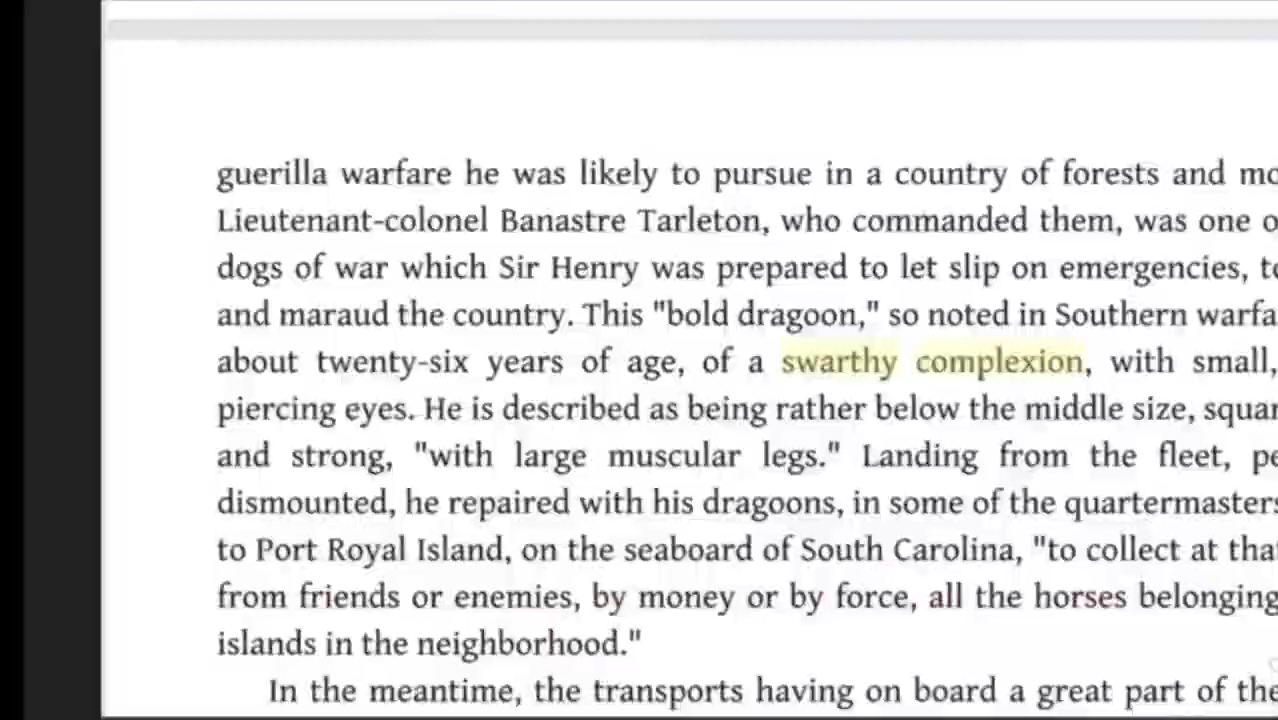 guerilla warfare he was likely to pursue in a country of forests and mo
Lieutenant-colonel Banastre Tarleton, who commanded them, was one o
dogs of war which Sir Henry was prepared to let slip on emergencies, to
and maraud the country. This "bold dragoon," so noted in Southern warfa
about twenty-six years of age, of a swarthy complexion, with small,
piercing eyes. He is described as being rather below the middle size, squar
and strong, "with large muscular legs." Landing from the fleet, pe
dismounted, he repaired with his dragoons, in some of the quartermasters
to Port Royal Island, on the seaboard of South Carolina, "to collect at that
from friends or enemies, by money or by force, all the horses belonging
islands in the neighborhood."
In the meantime, the transports having on board a great part of the